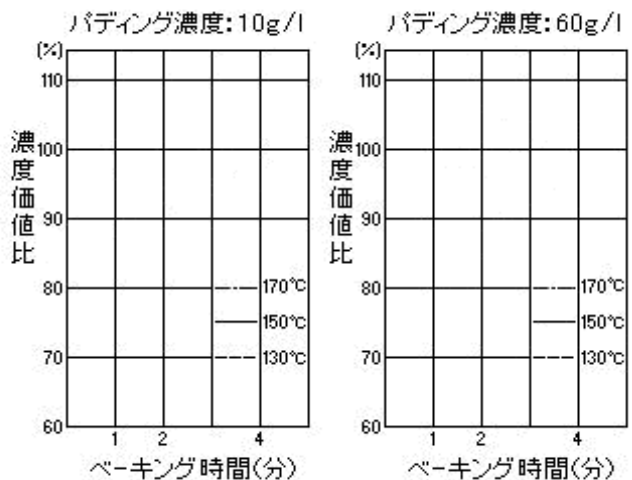 パディング濃度:10g/l
(%)
110
100
90
80
70
60
濃度価値比
170℃
150℃
130℃
1 2 4
ベーキング時間(分)
パディング濃度:60g/l
(%)
110
100
90
80
70
60
濃度価値比
170℃
150℃
130℃
1 2 4
ベーキング時間(分)